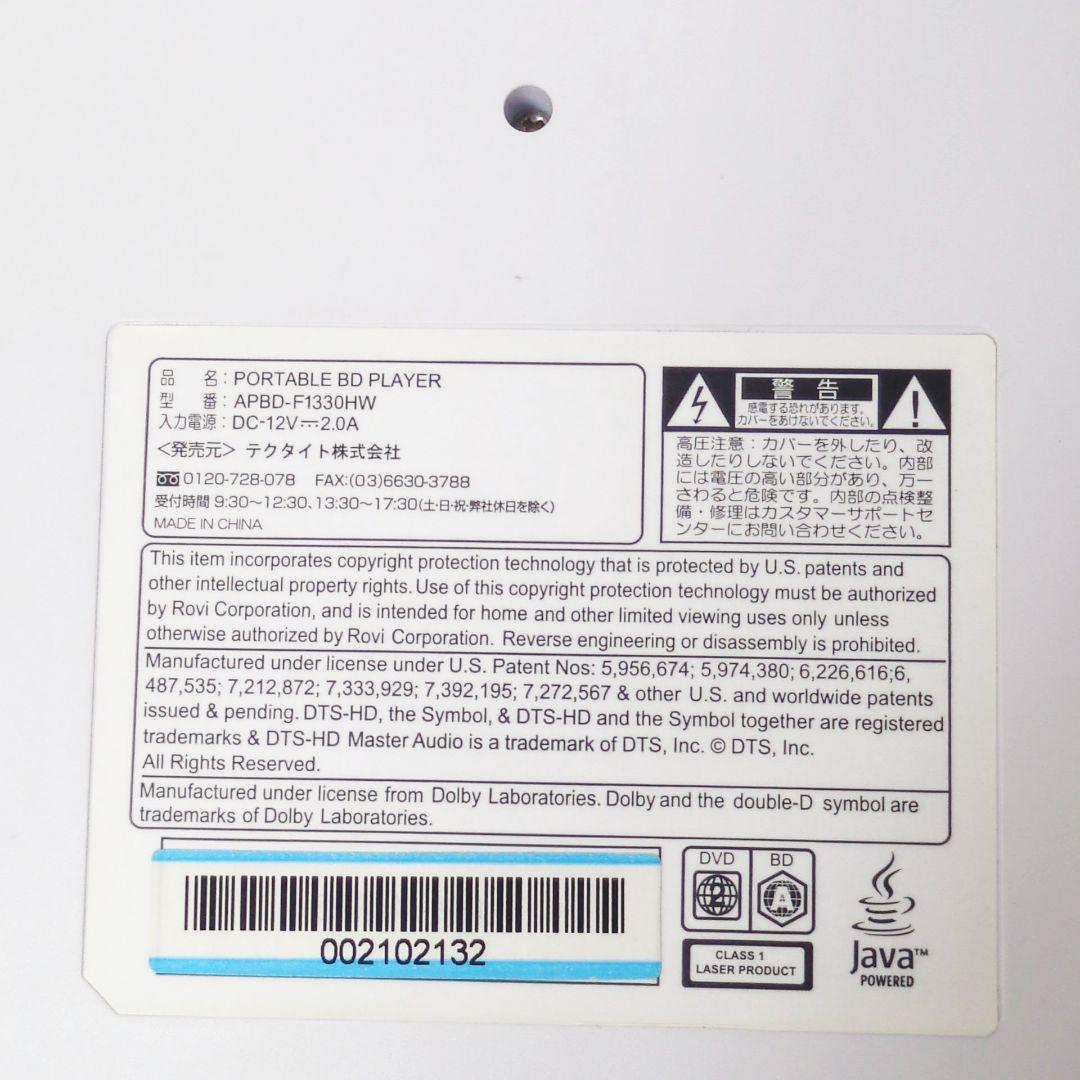 品 名：PORTABLE BD PLAYER
型 番：APBD-F1330HW
入力電源：DC-12V⎓2.0A
＜発売元＞ テクタイト株式会社
0120-728-078 FAX:(03)6630-3788
受付時間 9:30～12:30、13:30～17:30(土・日・祝・弊社休日を除く)
MADE IN CHINA
警告
感電する恐れがあります。
カバーをあけないでください。
高圧注意：カバーを外したり、改
造したりしないでください。内部
には電圧の高い部分があり、万一
さわると危険です。内部の点検整
備・修理はカスタマーサポートセ
ンターにお問い合わせください。
This item incorporates copyright protection technology that is protected by U.S. patents and
other intellectual property rights. Use of this copyright protection technology must be authorized
by Rovi Corporation, and is intended for home and other limited viewing uses only unless
otherwise authorized by Rovi Corporation. Reverse engineering or disassembly is prohibited.
Manufactured under license under U.S. Patent Nos: 5,956,674; 5,974,380; 6,226,616;6,
487,535; 7,212,872; 7,333,929; 7,392,195; 7,272,567 & other U.S. and worldwide patents
issued & pending. DTS-HD, the Symbol, & DTS-HD and the Symbol together are registered
trademarks & DTS-HD Master Audio is a trademark of DTS, Inc. © DTS, Inc.
All Rights Reserved.
Manufactured under license from Dolby Laboratories. Dolby and the double-D symbol are
trademarks of Dolby Laboratories.
002102132
DVD BD
2 A
CLASS 1
LASER PRODUCT
Java™
POWERED